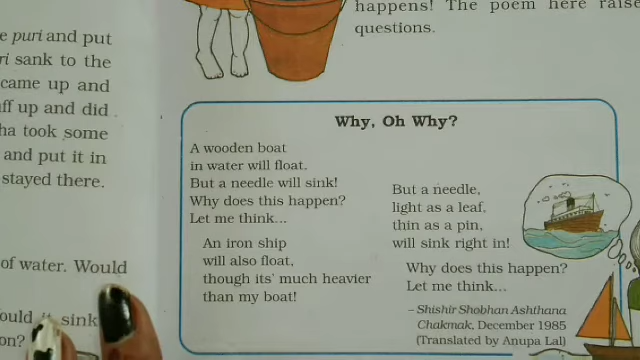 e puri and put
ri sank to the
came up and
ff up and did
ha took some
and put it in
stayed there.
of water. Would
ould it sink
on?
happens! The poem here raise
questions.
Why, Oh Why?
A wooden boat
in water will float.
But a needle will sink!
Why does this happen?
Let me think...
An iron ship
will also float,
though its' much heavier
than my boat!
But a needle,
light as a leaf,
thin as a pin,
will sink right in!
Why does this happen?
Let me think...
– Shishir Shobhan Ashthana
Chakmak, December 1985
(Translated by Anupa Lal)